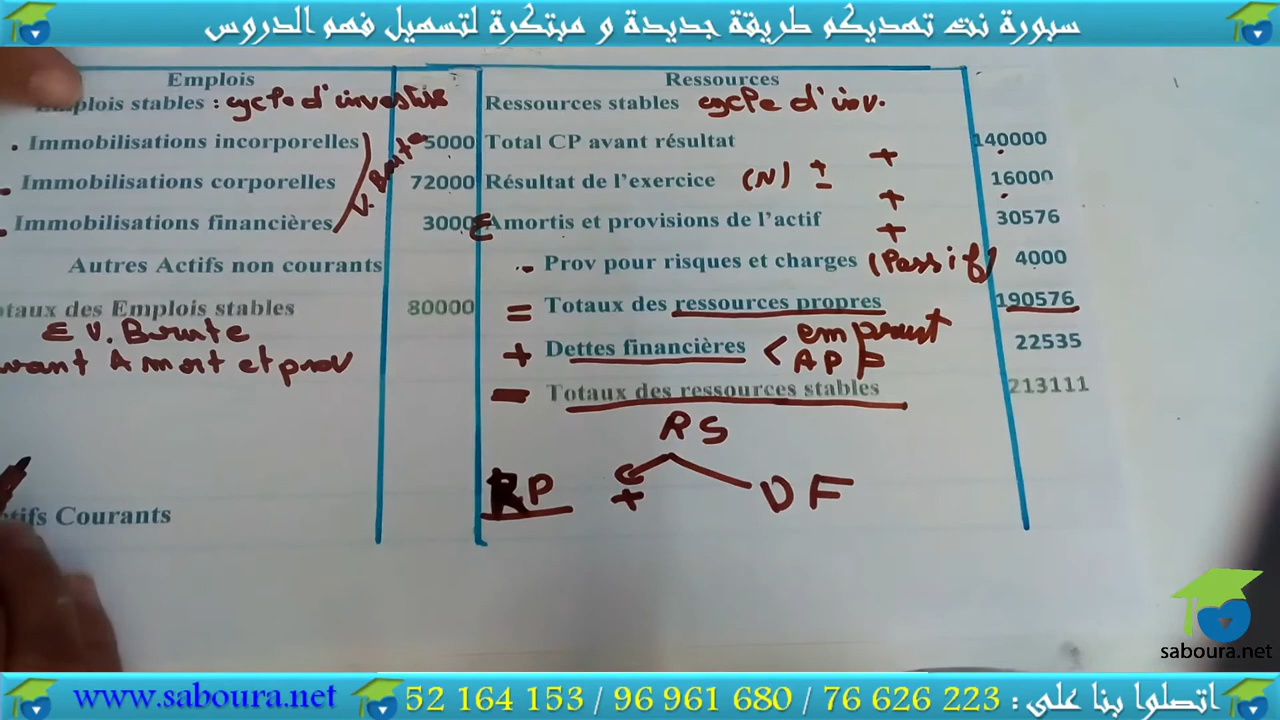 سبورة نت تهديكم طريقة جديدة و مبتكرة لتسهيل فهم الدروس
Emplois
Emplois stables : cycle d'investiss
. Immobilisations incorporelles 5000
. Immobilisations corporelles 72000
. Immobilisations financières 3000
V. Brute
Autres Actifs non courants
otaux des Emplois stables 80000
Σ V. Brute
avant Amort et prov
ctifs Courants
Ressources
Ressources stables cycle d'inv.
Total CP avant résultat + 140000
Résultat de l'exercice (N) ± + 16000
Σ Amortis et provisions de l'actif + 30576
. Prov pour risques et charges (Passif) 4000
= Totaux des ressources propres 190576
+ Dettes financières < emprunt 22535
A P P
= Totaux des ressources stables 213111
RS
RP + DF
saboura.net
www.saboura.net 52 164 153 / 96 961 680 / 76 626 223 : اتصلوا بنا على